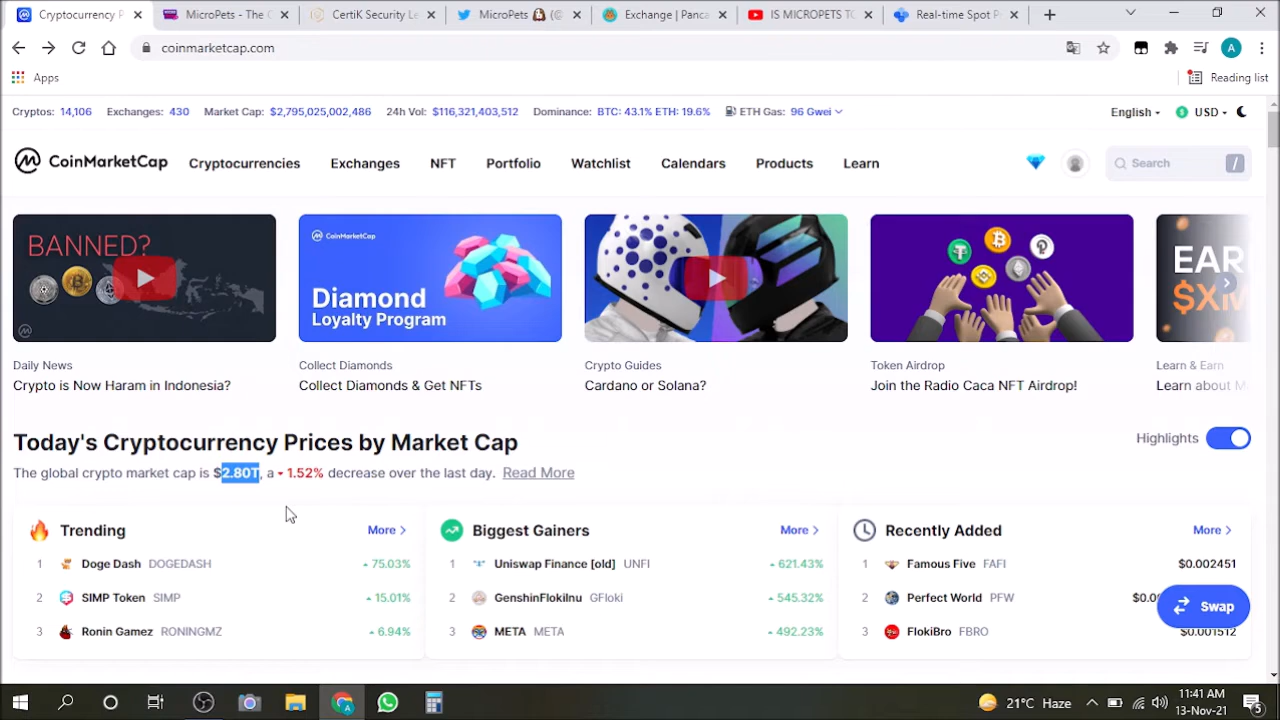 Cryptocurrency P
MicroPets - The C
CertiK Security Le
MicroPets
Exchange | Panca
IS MICROPETS TO
Real-time Spot P
coinmarketcap.com
A
Apps
Reading list
Cryptos: 14,106 Exchanges: 430 Market Cap: $2,795,025,002,486 24h Vol: $116,321,403,512 Dominance: BTC: 43.1% ETH: 19.6% ETH Gas: 96 Gwei
English USD
CoinMarketCap
Cryptocurrencies Exchanges NFT Portfolio Watchlist Calendars Products Learn
Search /
BANNED?
CoinMarketCap
Diamond
Loyalty Program
EAR
$XM
Daily News
Crypto is Now Haram in Indonesia?
Collect Diamonds
Collect Diamonds & Get NFTs
Crypto Guides
Cardano or Solana?
Token Airdrop
Join the Radio Caca NFT Airdrop!
Learn & Earn
Learn about M
Today's Cryptocurrency Prices by Market Cap
Highlights
The global crypto market cap is $2.80T, a 1.52% decrease over the last day. Read More
Trending More
1 Doge Dash DOGEDASH 75.03%
2 SIMP Token SIMP 15.01%
3 Ronin Gamez RONINGMZ 6.94%
Biggest Gainers More
1 Uniswap Finance [old] UNFI 621.43%
2 GenshinFlokiInu GFloki 545.32%
3 META META 492.23%
Recently Added More
1 Famous Five FAFI $0.002451
2 Perfect World PFW $0.0
3 FlokiBro FBRO $0.001512
Swap
21°C Haze
11:41 AM
13-Nov-21
5